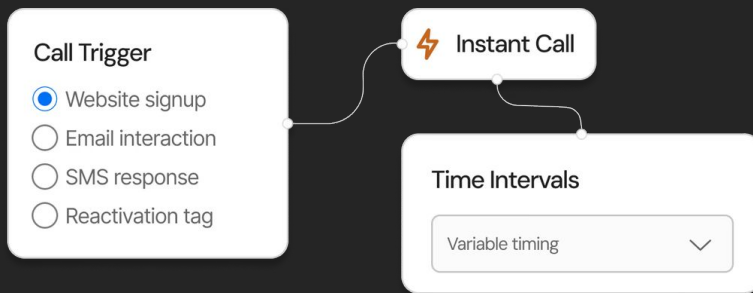 Call Trigger
Website signup
Email interaction
SMS response
Reactivation tag
Instant Call
Time Intervals
Variable timing